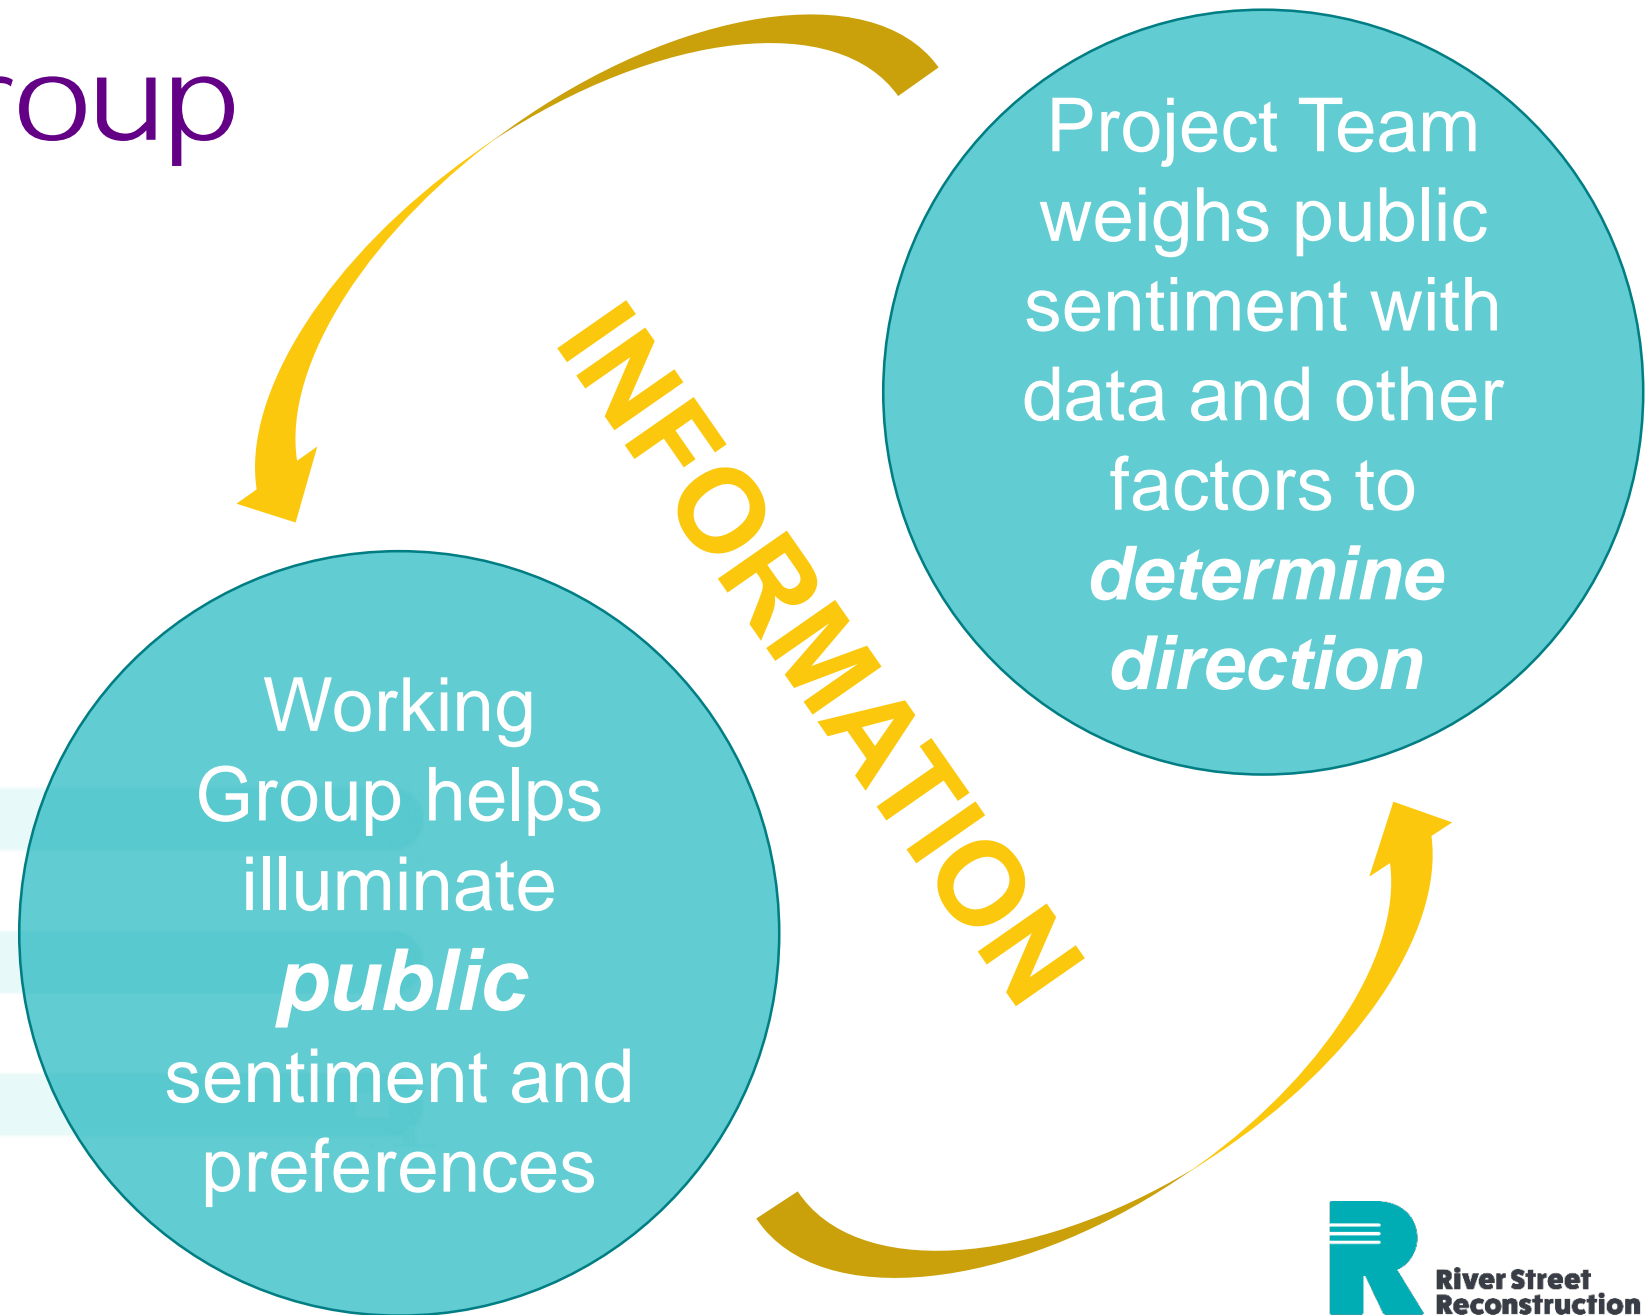 roup
Project Team
weighs public
sentiment with
data and other
factors to
determine
direction
INFORMATION
Working
Group helps
illuminate
public
sentiment and
preferences
River Street
Reconstruction